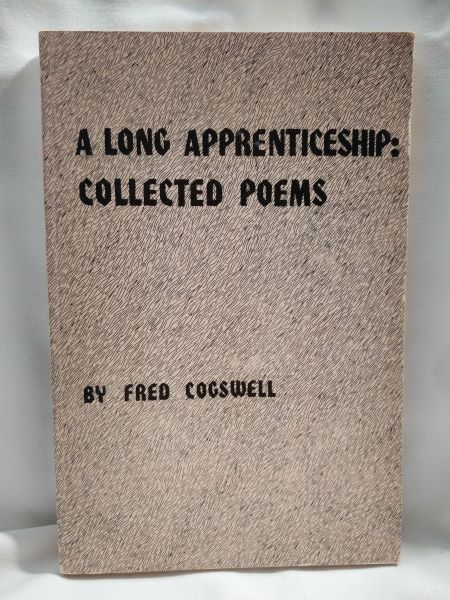 A LONG APPRENTICESHIP:
COLLECTED POEMS
BY FRED COGSWELL